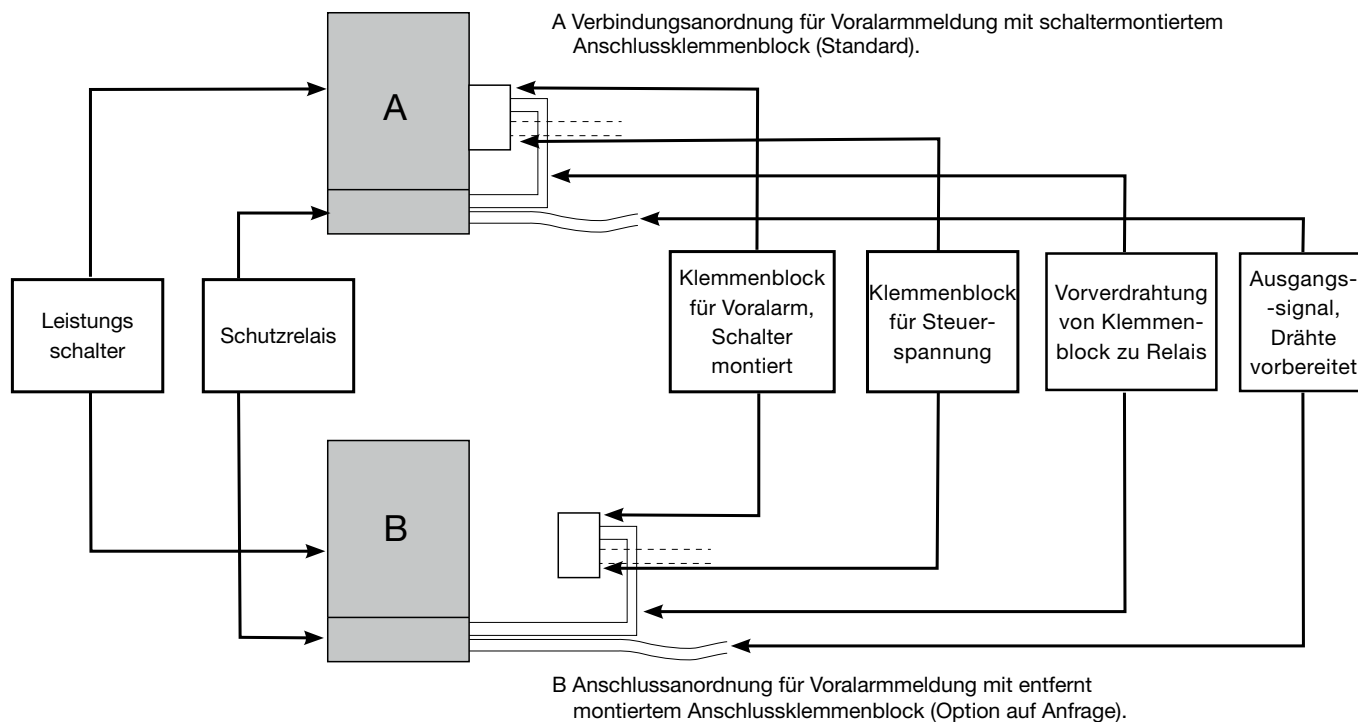 A Verbindungsanordnung für Voralarmmeldung mit schaltermontiertem
Anschlussklemmenblock (Standard).
A
Leistungs
schalter
Schutzrelais
Klemmenblock
für Voralarm,
Schalter
montiert
Klemmenblock
für Steuer-
spannung
Vorverdrahtung
von Klemmen-
block zu Relais
Ausgangs-
-signal,
Drähte
vorbereitet
B
B Anschlussanordnung für Voralarmmeldung mit entfernt
montiertem Anschlussklemmenblock (Option auf Anfrage).